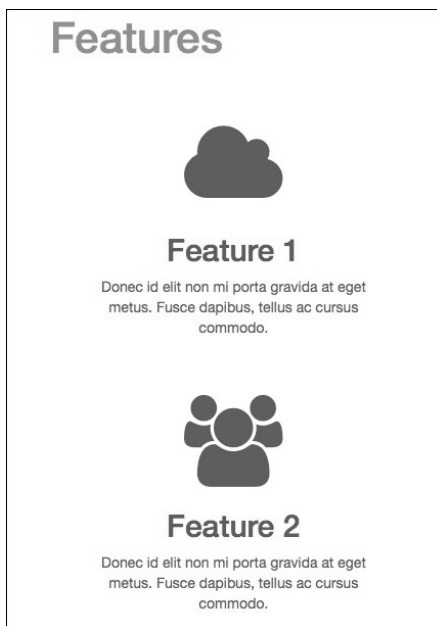 Features
Feature 1
Donec id elit non mi porta gravida at eget
metus. Fusce dapibus, tellus ac cursus
commodo.
Feature 2
Donec id elit non mi porta gravida at eget
metus. Fusce dapibus, tellus ac cursus
commodo.